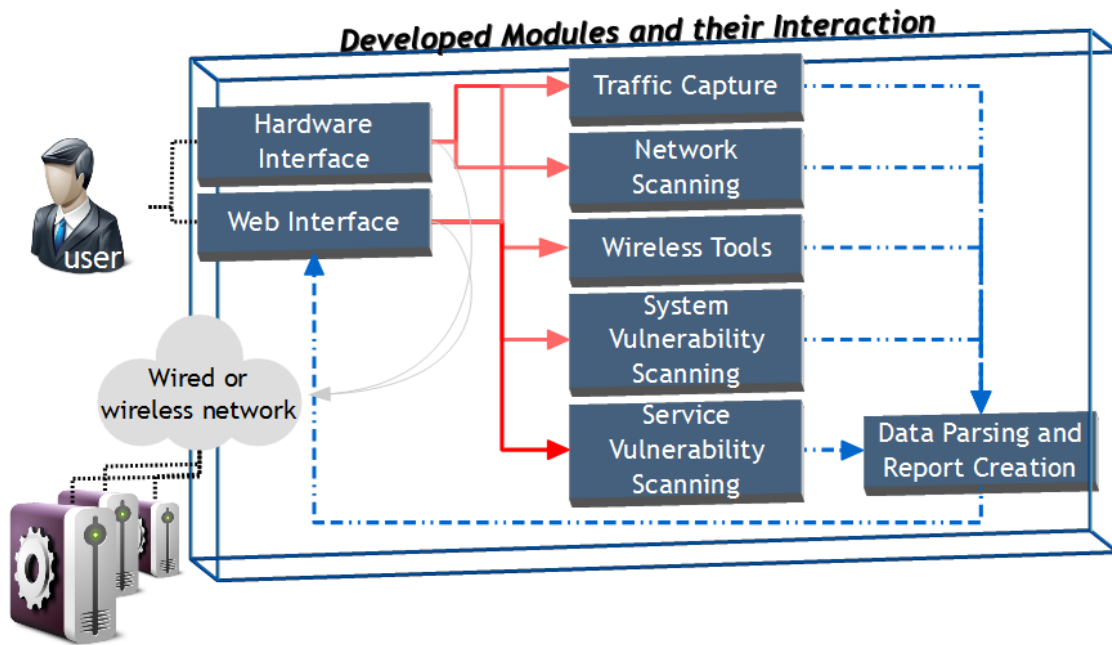 Developed Modules and their Interaction
Hardware
Interface
Web Interface
user
Wired or
wireless network
Traffic Capture
Network
Scanning
Wireless Tools
System
Vulnerability
Scanning
Service
Vulnerability
Scanning
Data Parsing and
Report Creation